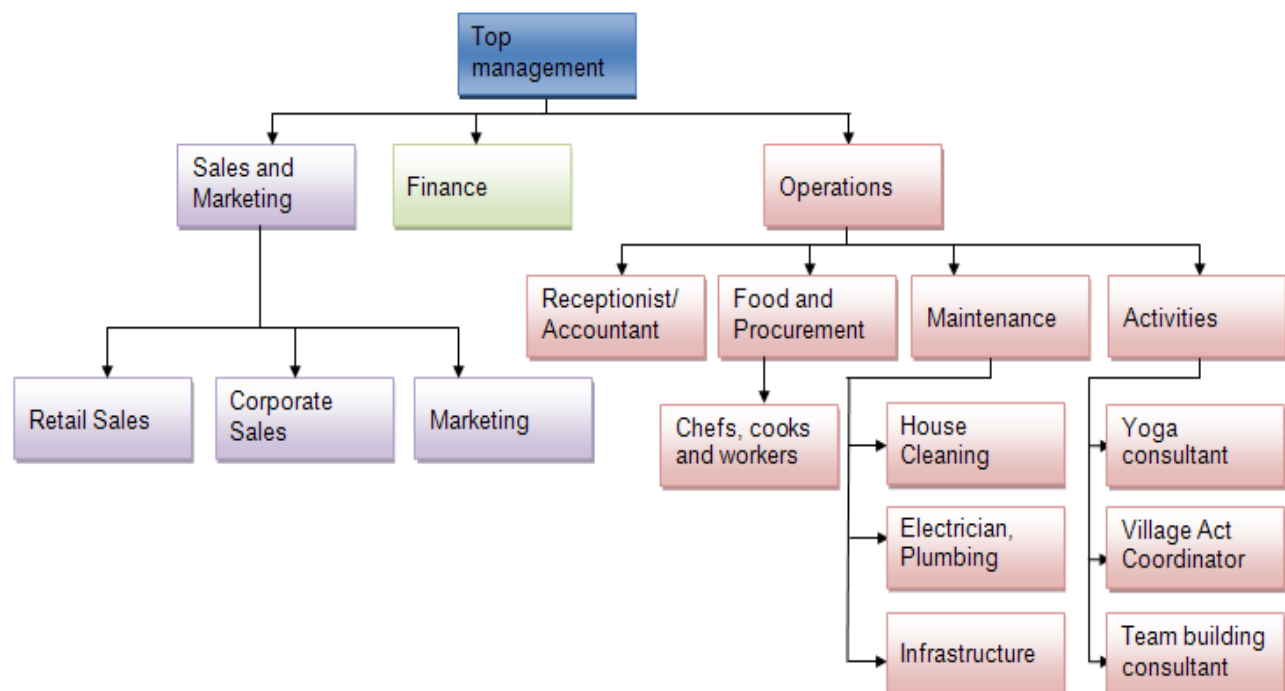 Top
management
Sales and
Marketing
Finance
Operations
Receptionist/
Accountant
Food and
Procurement
Maintenance
Activities
Retail Sales
Corporate
Sales
Marketing
Chefs, cooks
and workers
House
Cleaning
Yoga
consultant
Electrician,
Plumbing
Village Act
Coordinator
Infrastructure
Team building
consultant